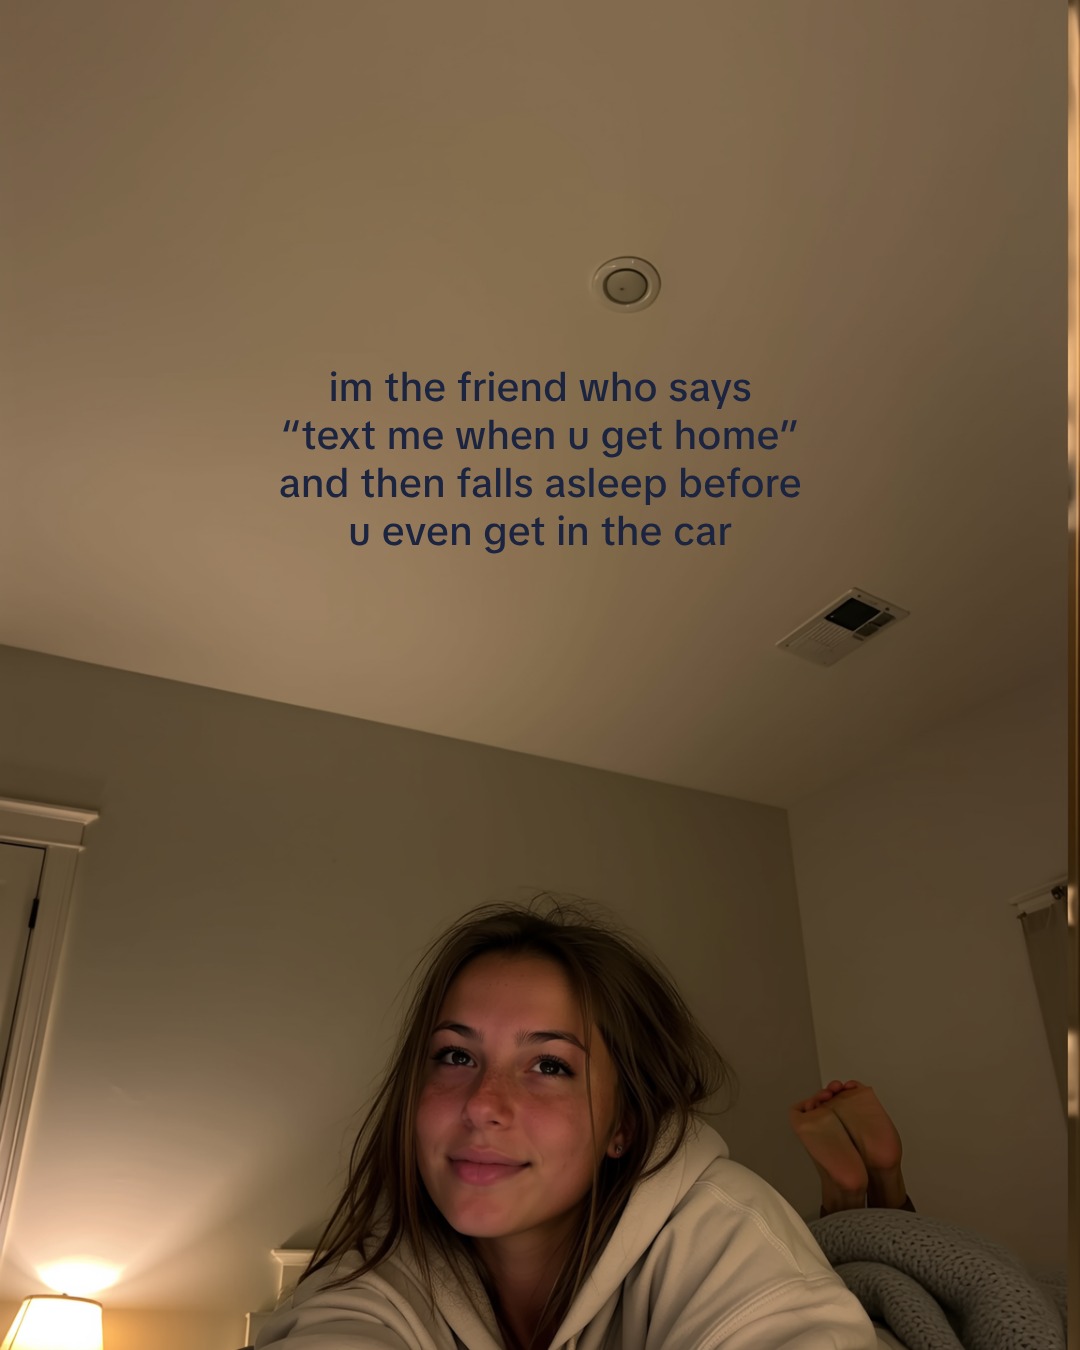 im the friend who says
“text me when u get home”
and then falls asleep before
u even get in the car